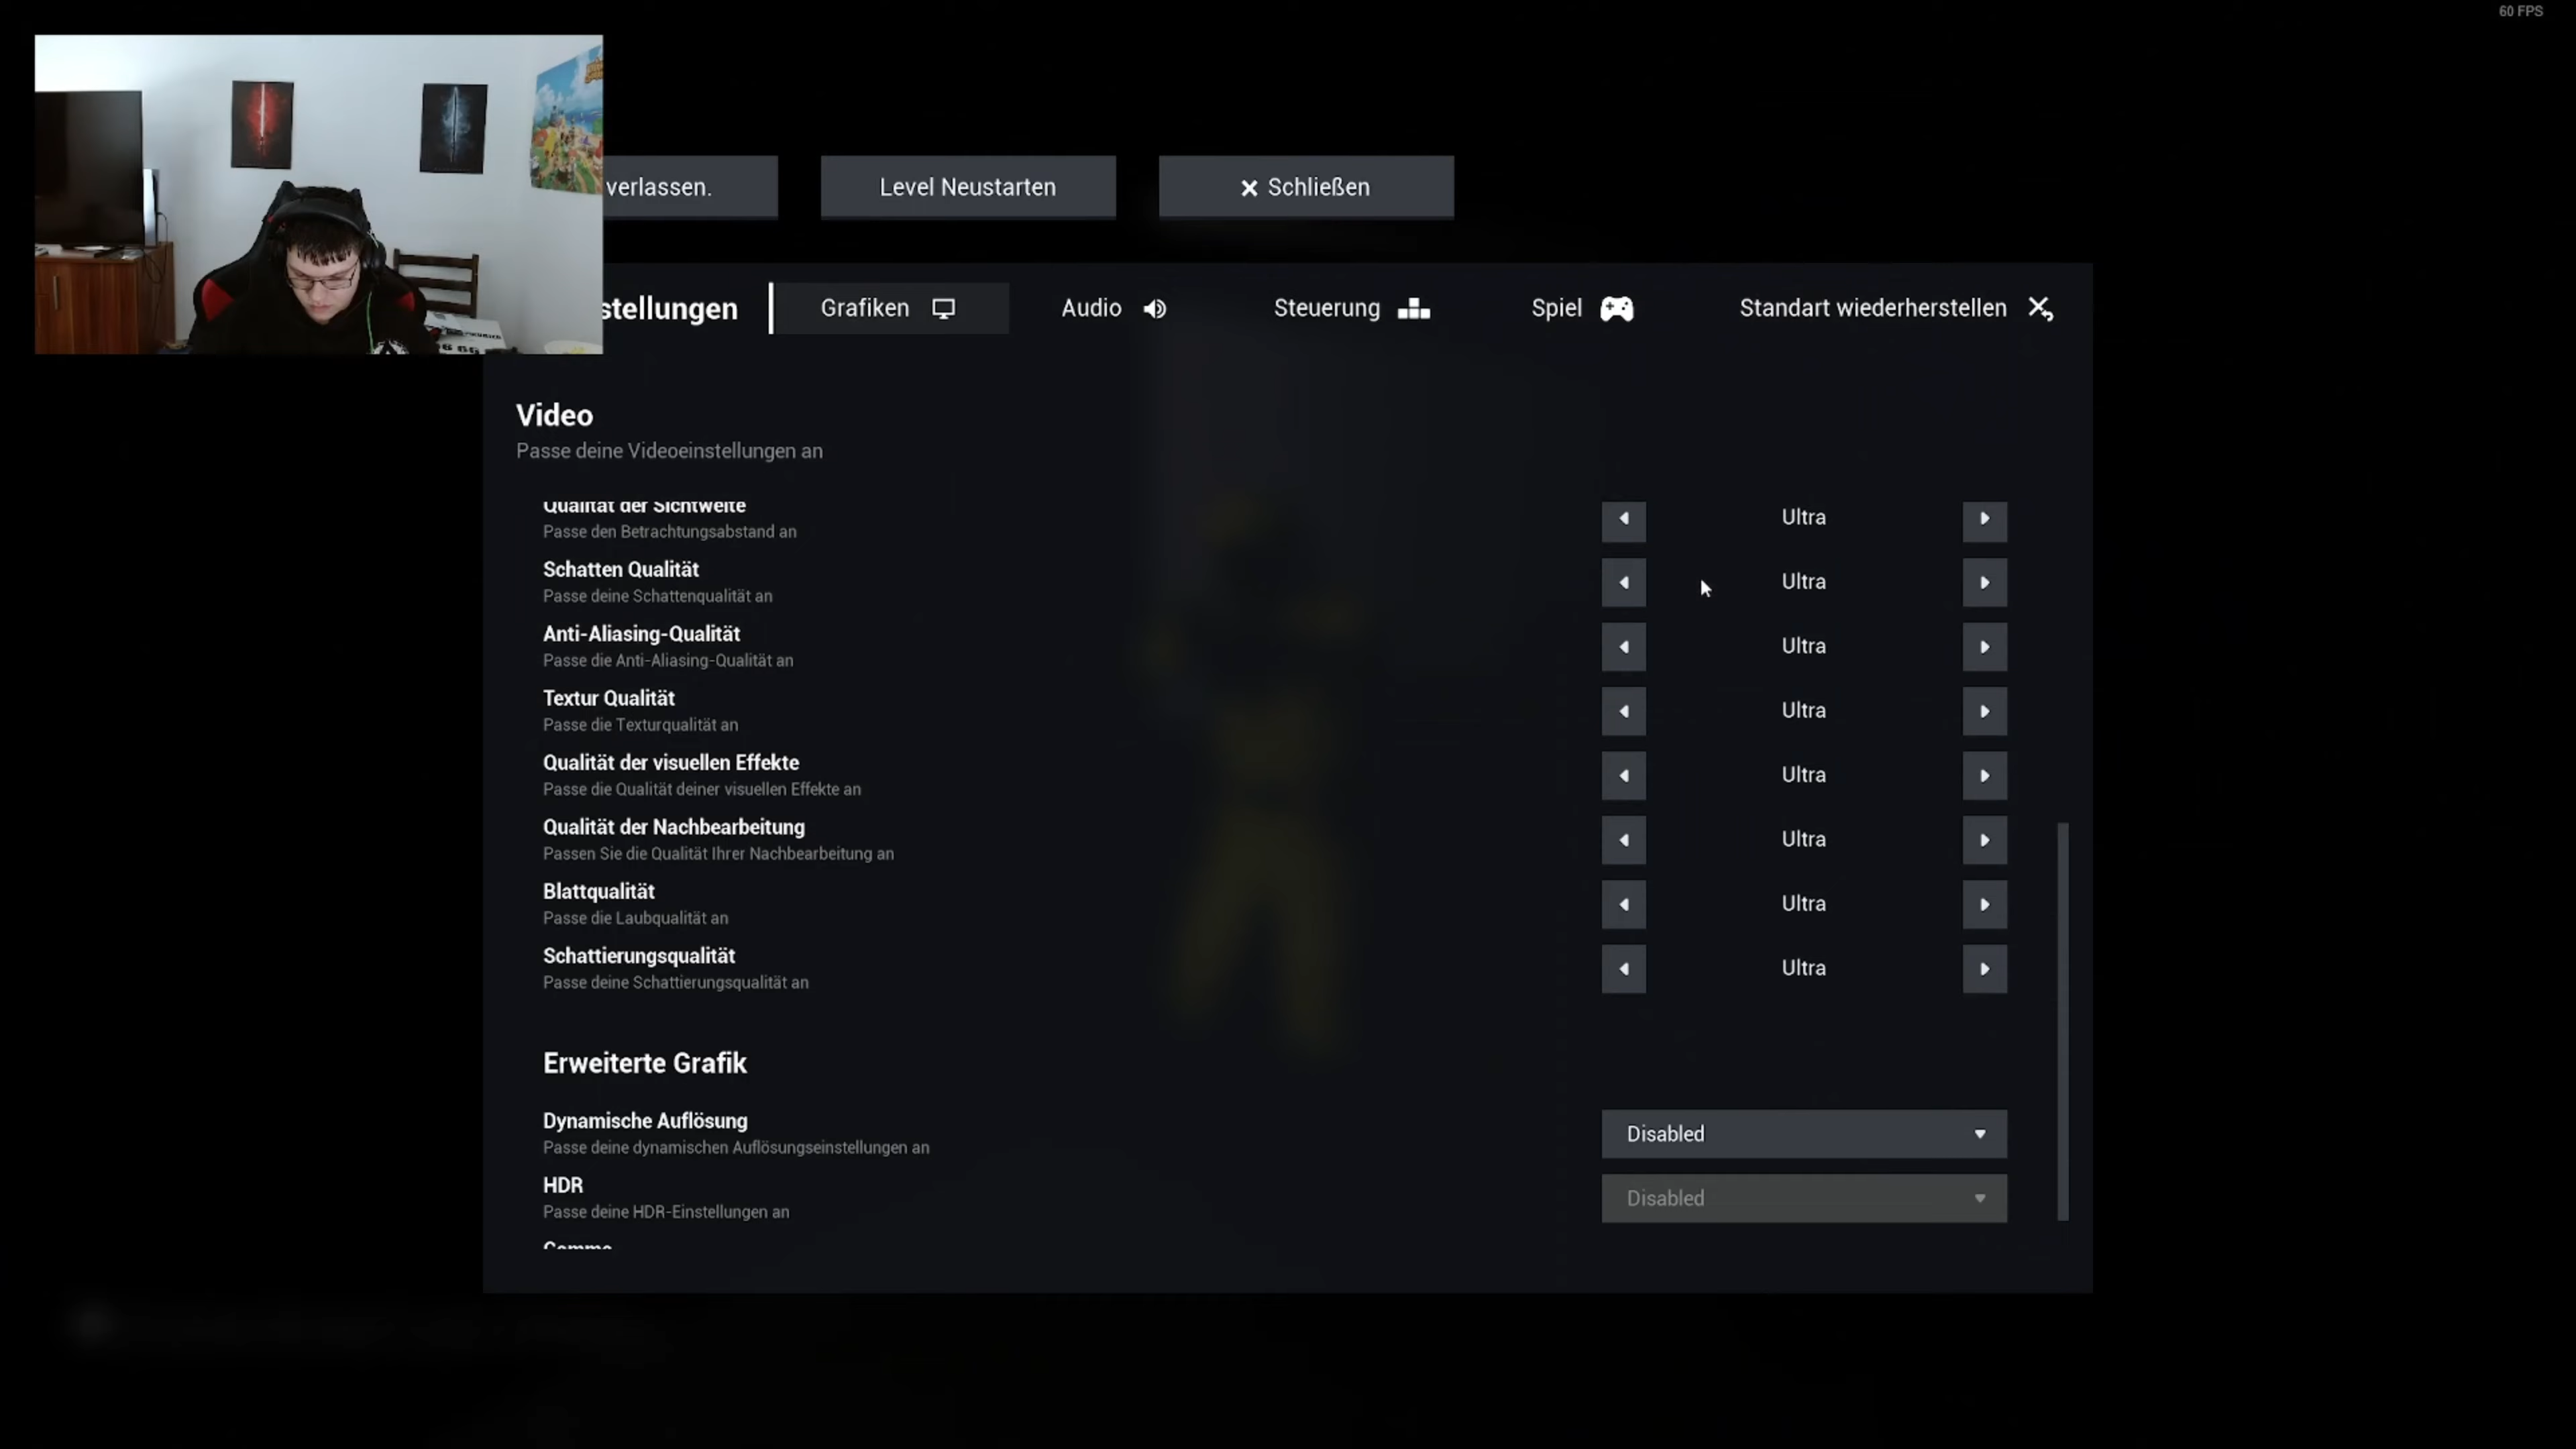 60 FPS
verlassen.
Level Neustarten
Schließen
stellungen
Grafiken
Audio
Steuerung
Spiel
Standart wiederherstellen
Video
Passe deine Videoeinstellungen an
Qualität der Sichtweite
Ultra
Passe den Betrachtungsabstand an
Schatten Qualität
Ultra
Passe deine Schattenqualität an
Anti-Aliasing-Qualität
Ultra
Passe die Anti-Aliasing-Qualität an
Textur Qualität
Ultra
Passe die Texturqualität an
Qualität der visuellen Effekte
Ultra
Passe die Qualität deiner visuellen Effekte an
Qualität der Nachbearbeitung
Ultra
Passen Sie die Qualität Ihrer Nachbearbeitung an
Blattqualität
Ultra
Passe die Laubqualität an
Schattierungsqualität
Ultra
Passe deine Schattierungsqualität an
Erweiterte Grafik
Dynamische Auflösung
Disabled
Passe deine dynamischen Auflösungseinstellungen an
HDR
Disabled
Passe deine HDR-Einstellungen an